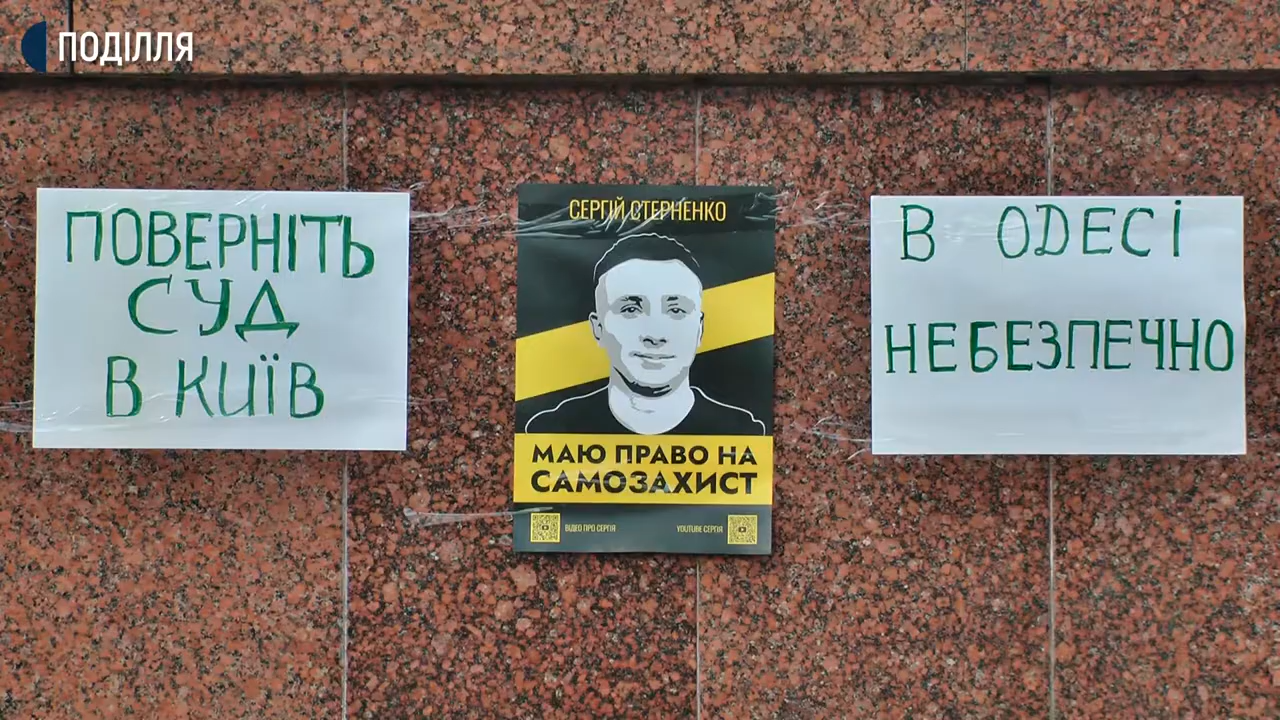 ПОДІЛЛЯ
ПОВЕРНІТЬ
СУД
В КИЇВ
СЕРГІЙ СТЕРНЕНКО
МАЮ ПРАВО НА
САМОЗАХИСТ
ВІДЕО ПРО СЕРГІЯ
YOUTUBE СЕРГІЯ
В ОДЕСІ
НЕБЕЗПЕЧНО